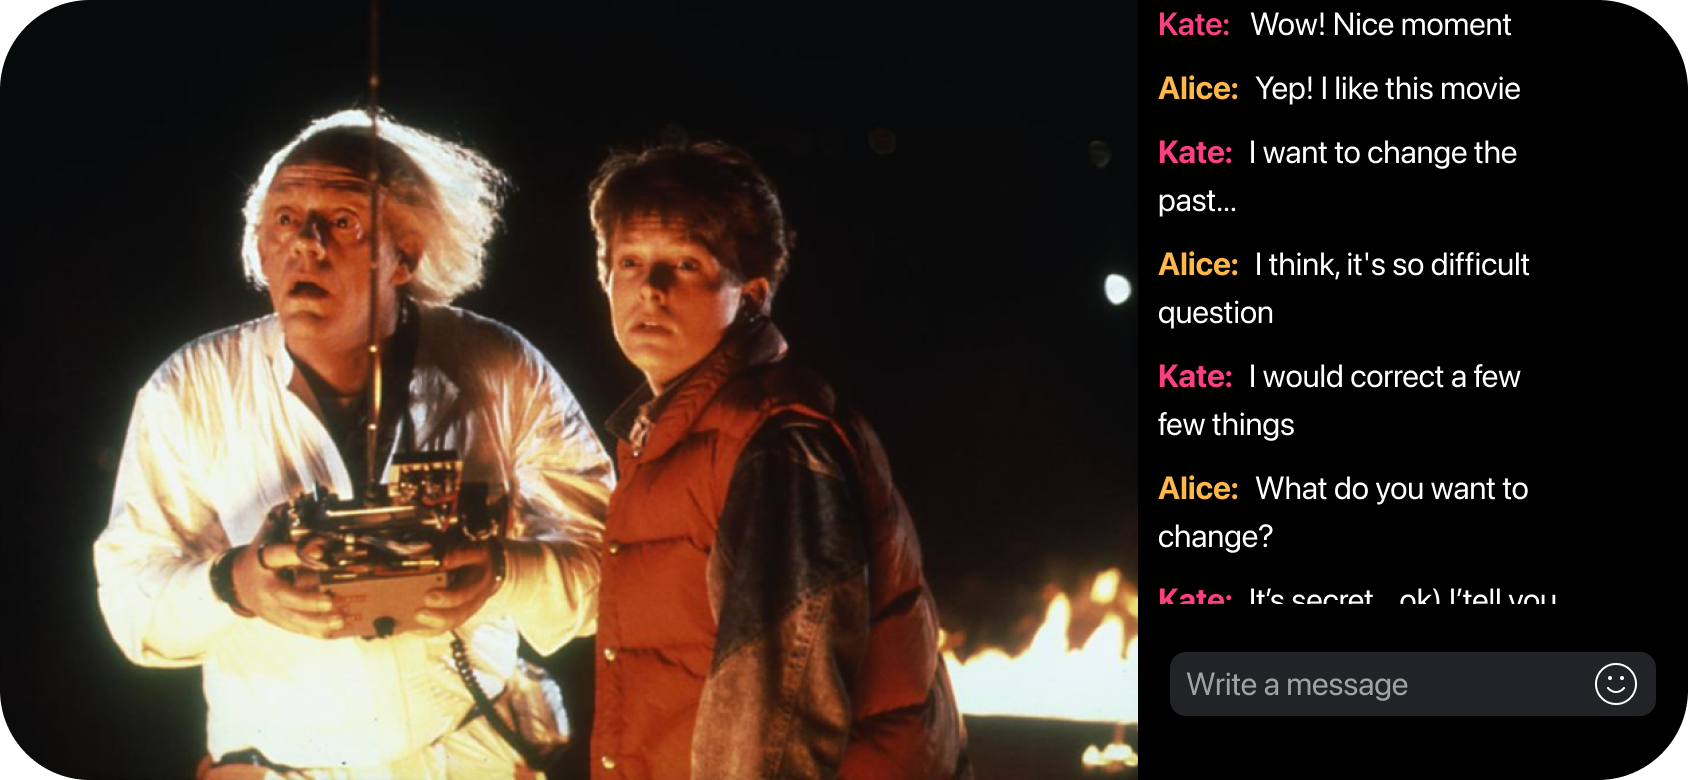 Kate: Wow! Nice moment
Alice: Yep! I like this movie
Kate: I want to change the
past...
Alice: I think, it's so difficult
question
Kate: I would correct a few
few things
Alice: What do you want to
change?
Kate: It’s secret... ok) I’tell you
Write a message